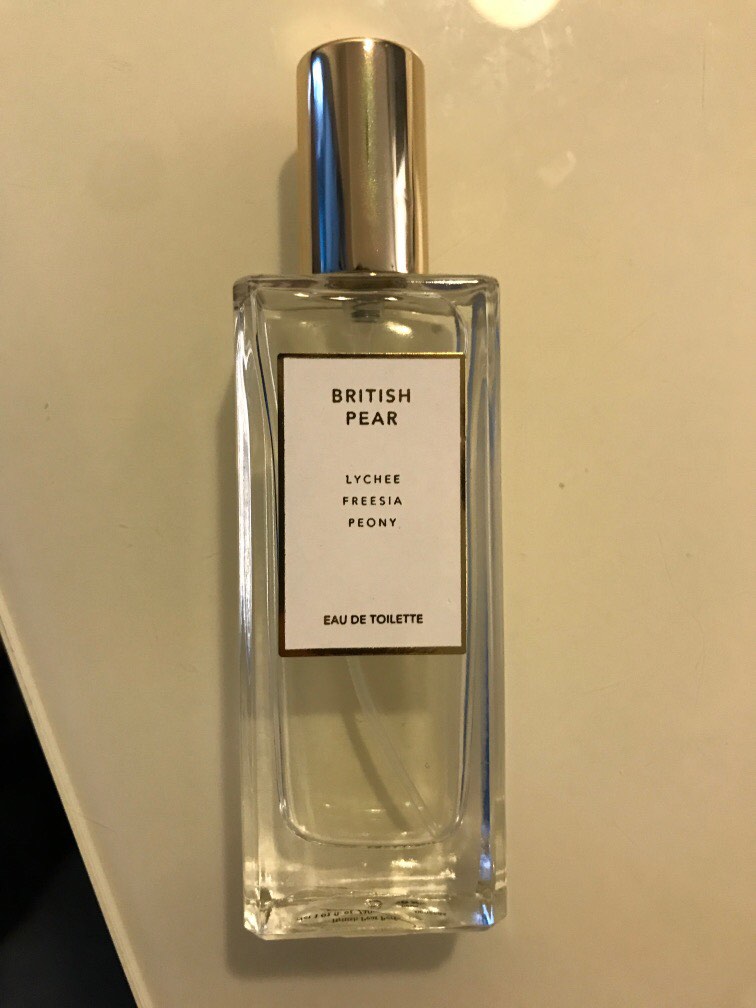 BRITISH
PEAR
LYCHEE
FREESIA
PEONY
EAU DE TOILETTE